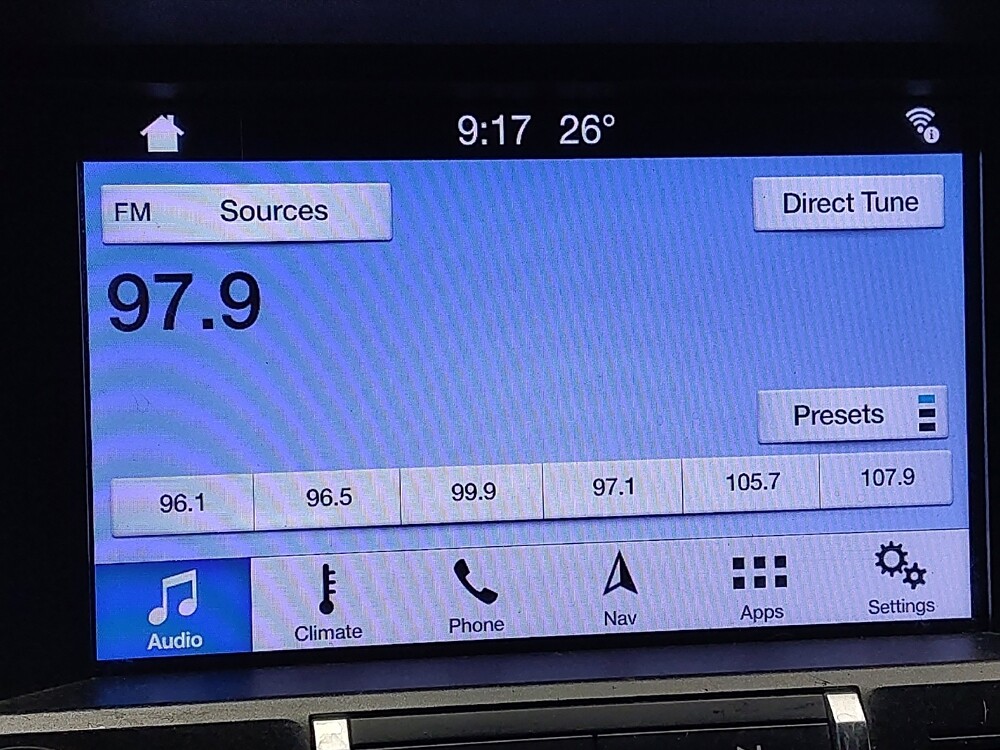 9:17 26°
FM Sources
Direct Tune
97.9
Presets
96.1 96.5 99.9 97.1 105.7 107.9
Audio Climate Phone Nav Apps Settings